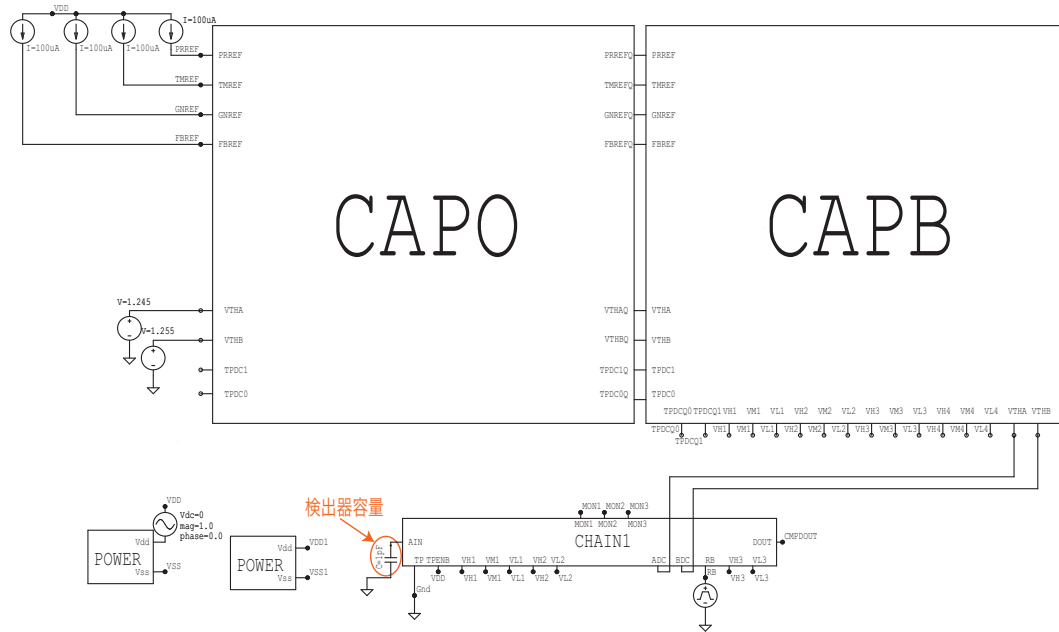 VDD
I=100uA
I=100uA I=100uA I=100uA
PRREF PRREF PRREFQ PRREF
TMREF TMREF TMREFQ TMREF
GNREF GNREF GNREFQ GNREF
FBREF FBREF FBREFQ FBREF
CAPO CAPB
V=1.245 VTHA VTHAQ VTHA
V=1.255 VTHB VTHBQ VTHB
TPDC1 TPDC1Q TPDC1
TPDC0 TPDC0Q TPDC0
TPDCQ0 TPDCQ1 VH1 VM1 VL1 VH2 VM2 VL2 VH3 VM3 VL3 VH4 VM4 VL4 VTHA VTHB
TPDCQ0 VH1 VM1 VL1 VH2 VM2 VL2 VH3 VM3 VL3 VH4 VM4 VL4
TPDCQ1
検出器容量
VDD
Vdc=0
mag=1.0
phase=0.0
POWER
Vdd
Vss
VSS
POWER
Vdd
VDD1
Vss
VSS1
C=1pF
MON1 MON2 MON3
MON1 MON2 MON3
AIN CHAIN1 DOUT CMPDOUT
TP TPENB VH1 VM1 VL1 VH2 VL2 ADC BDC RB VH3 VL3
VDD VH1 VM1 VL1 VH2 VL2 RB VH3 VL3
Gnd